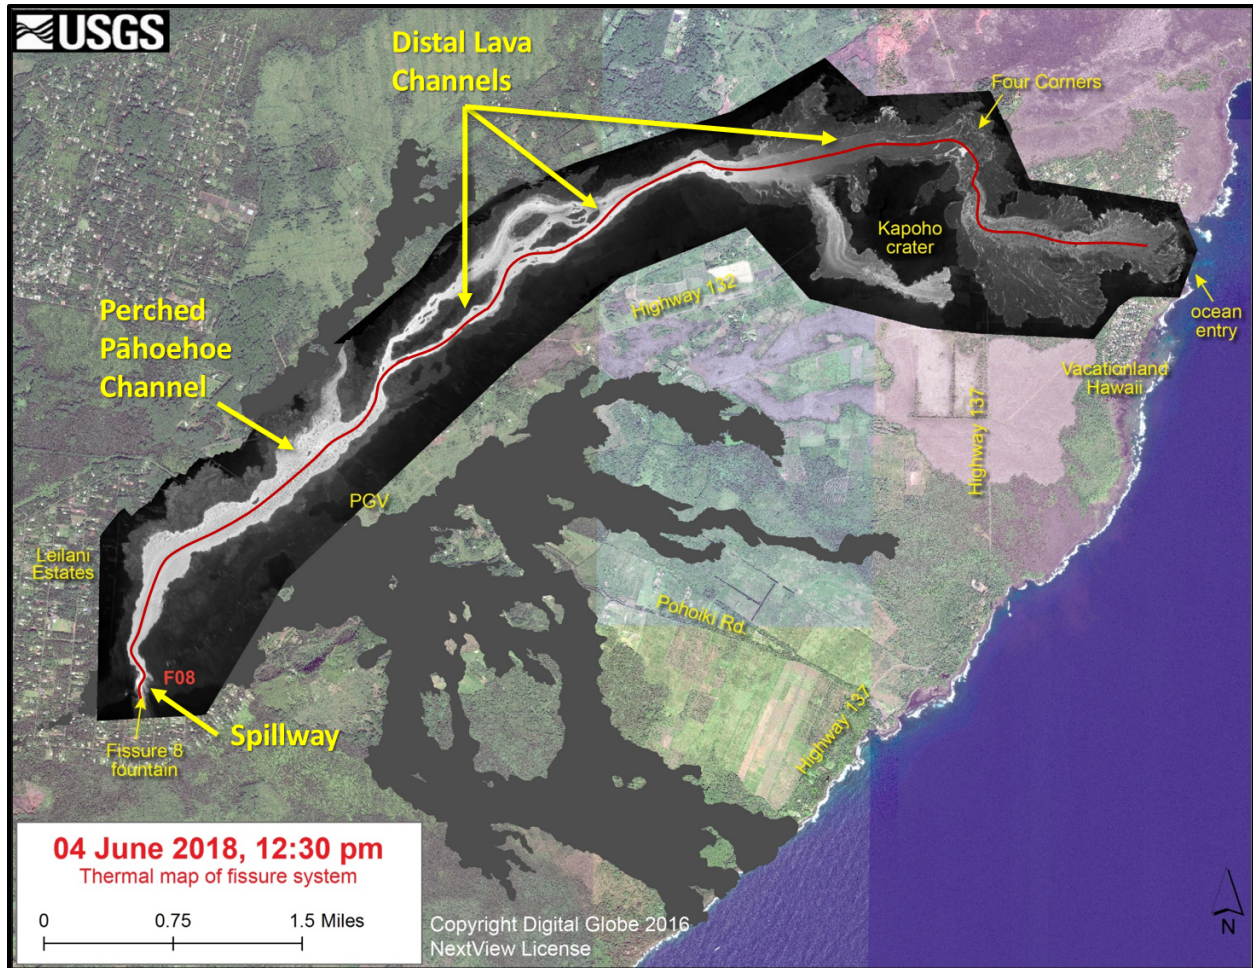 USGS
Distal Lava
Channels
Four Corners
Kapoho
crater
Highway 132
ocean
entry
Perched
Pāhoehoe
Channel
Vacationland
Hawaii
Highway 137
PGV
Leilani
Estates
Pohoiki Rd.
F08
Spillway
Fissure 8
fountain
Highway 137
04 June 2018, 12:30 pm
Thermal map of fissure system
0 0.75 1.5 Miles
Copyright Digital Globe 2016
NextView License
N